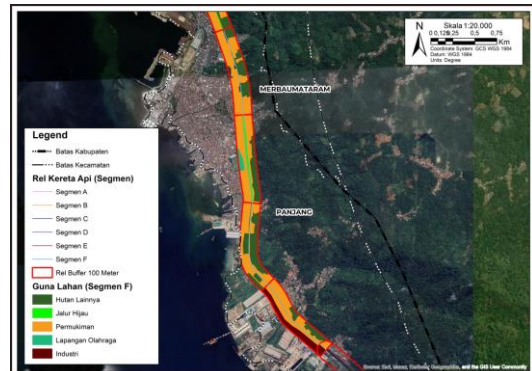 N
Skala 1:20.000
0 0,125 0,25 0,5 0,75
Km
Coordinate System: GCS WGS 1984
Datum: WGS 1984
Units: Degree
MERBAUMATARAM
PANJANG
Legend
Batas Kabupaten
Batas Kecamatan
Rel Kereta Api (Segmen)
Segmen A
Segmen B
Segmen C
Segmen D
Segmen E
Segmen F
Rel Buffer 100 Meter
Guna Lahan (Segmen F)
Hutan Lainnya
Jalur Hijau
Permukiman
Lapangan Olahraga
Industri
Source: Esri, Maxar, Earthstar Geographics, and the GIS User Community